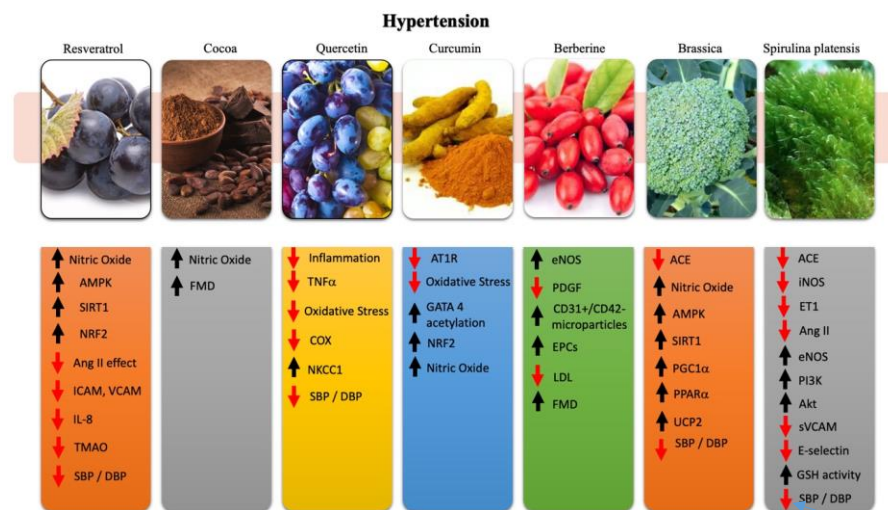 Hypertension
Resveratrol
Cocoa
Quercetin
Curcumin
Berberine
Brassica
Spirulina platensis
Nitric Oxide
AMPK
SIRT1
NRF2
Ang II effect
ICAM, VCAM
IL-8
TMAO
SBP / DBP
Nitric Oxide
FMD
Inflammation
TNFα
Oxidative Stress
COX
NKCC1
SBP / DBP
AT1R
Oxidative Stress
GATA 4
acetylation
NRF2
Nitric Oxide
eNOS
PDGF
CD31+/CD42-
microparticles
EPCs
LDL
FMD
ACE
Nitric Oxide
AMPK
SIRT1
PGC1α
PPARα
UCP2
SBP / DBP
ACE
iNOS
ET1
Ang II
eNOS
PI3K
Akt
sVCAM
E-selectin
GSH activity
SBP / DBP